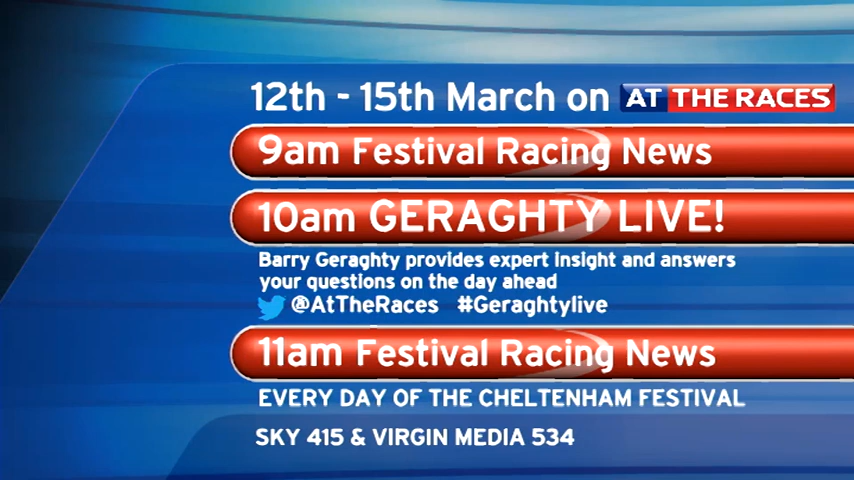 12th - 15th March on AT THE RACES
9am Festival Racing News
10am GERAGHTY LIVE!
Barry Geraghty provides expert insight and answers
your questions on the day ahead
@AtTheRaces #Geraghtylive
11am Festival Racing News
EVERY DAY OF THE CHELTENHAM FESTIVAL
SKY 415 & VIRGIN MEDIA 534